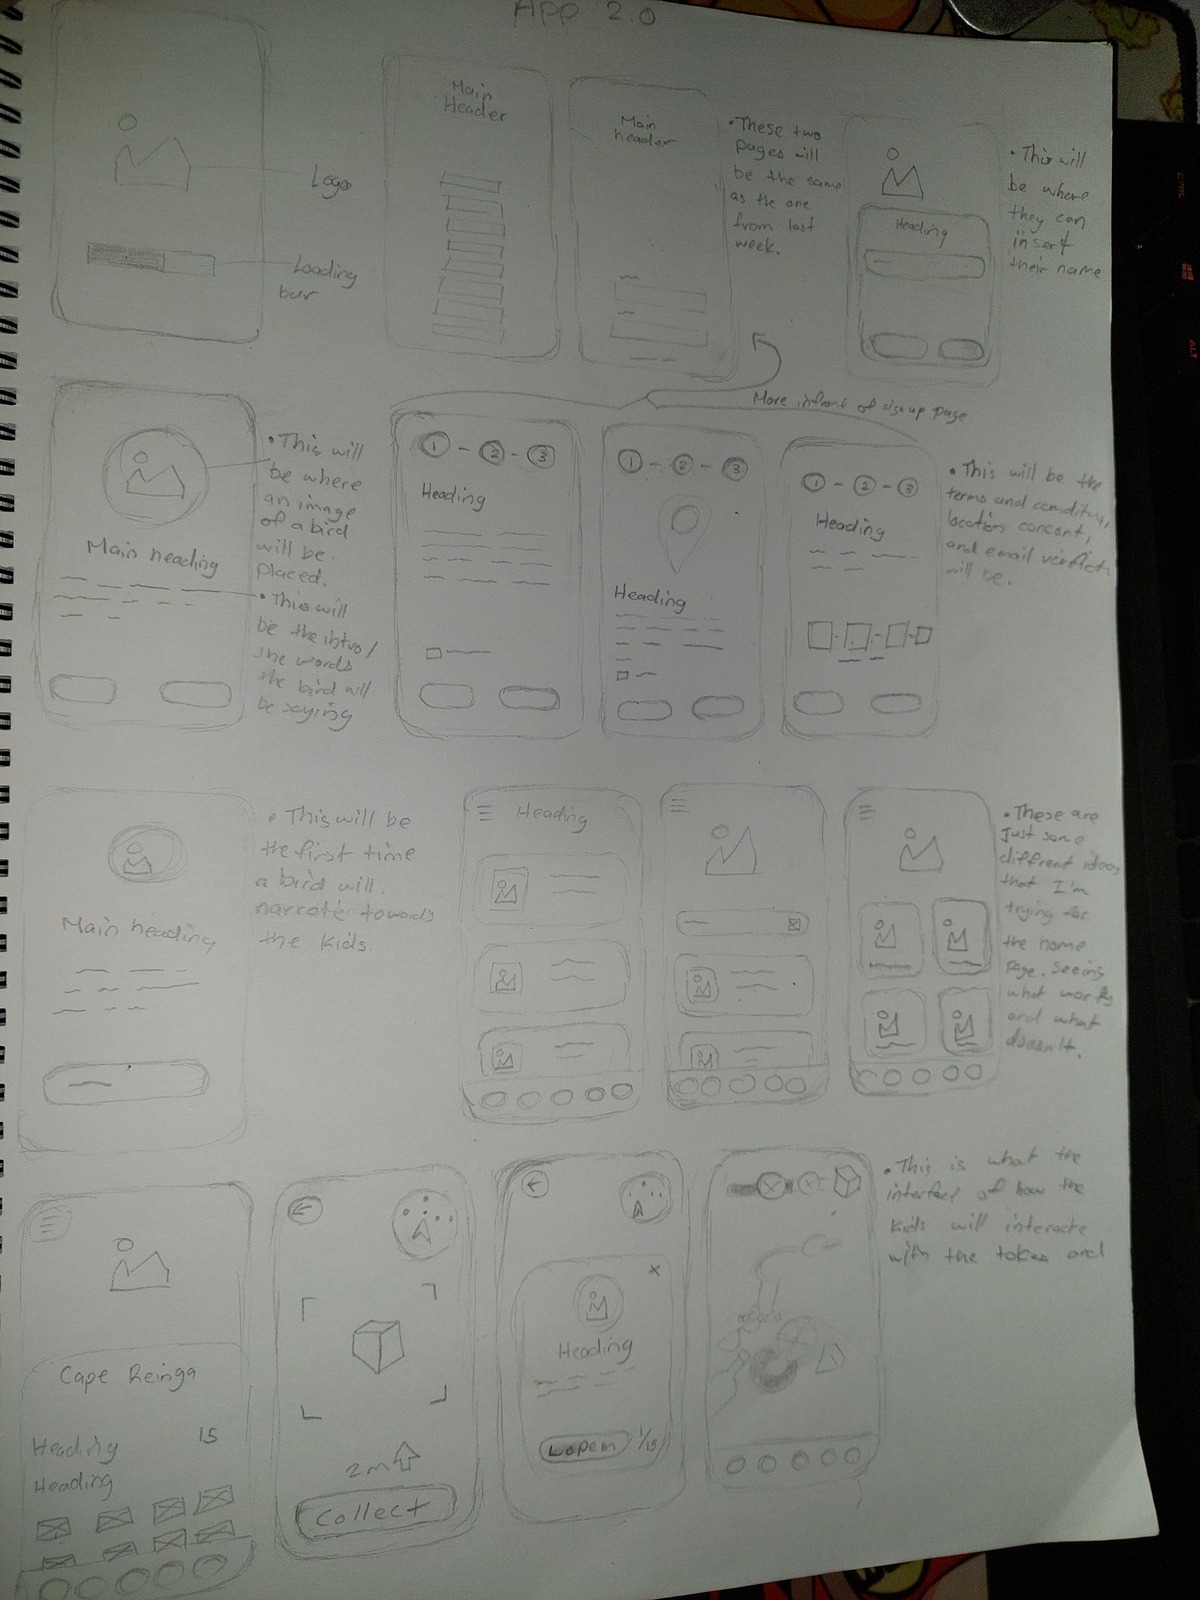 App 2.0
Logo
Loading
bar
Main
Header
Main
header
• These two
pages will
be the same
as the one
from last
week.
Heading
• This will
be where
they can
insert
their name
More infront of sign up page
Main heading
• This will
be where
an image
of a bird
will be
placed.
• This will
be the intro/
the words
the bird will
be saying
1 - 2 - 3
Heading
1 - 2 - 3
Heading
1 - 2 - 3
Heading
• This will be the
terms and
location concent,
and email
will be.
Main heading
• This will be
the first time
a bird will
narrate towards
the kids.
Heading
• These are
Just some
different ideas
that I'm
trying for
the home
page. Seeing
what works
and what
doesn't.
Cape Reinga
Heading 15
Heading
2m
Collect
x
Heading
Lopem 1/15
• This is what the
interface of how the
kids will interacte
with the tokes and